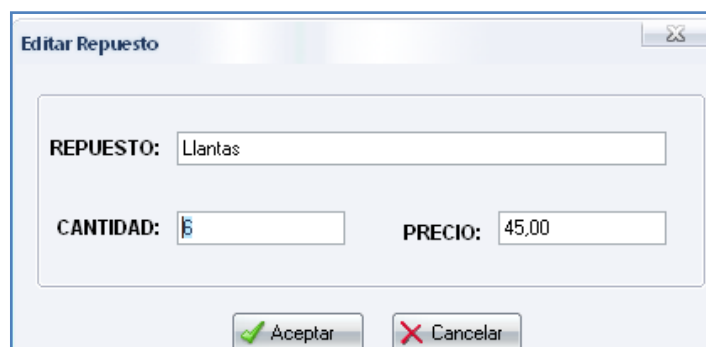 Editar Repuesto
REPUESTO: Llantas
CANTIDAD: 6 PRECIO: 45,00
Aceptar Cancelar